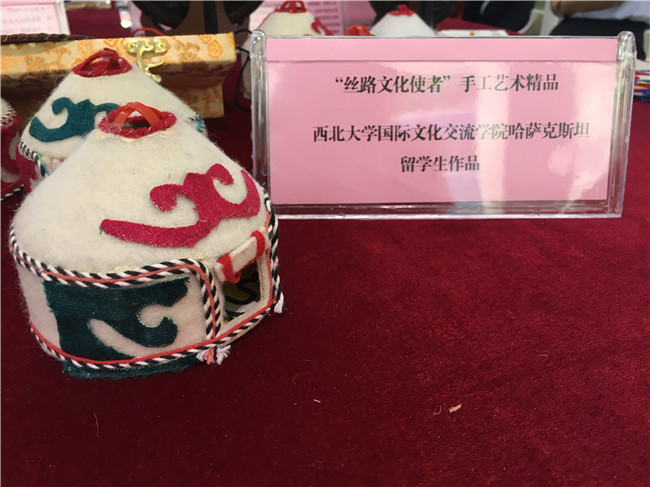 “丝路文化使者”手工艺术精品
西北大学国际文化交流学院哈萨克斯坦
留学生作品